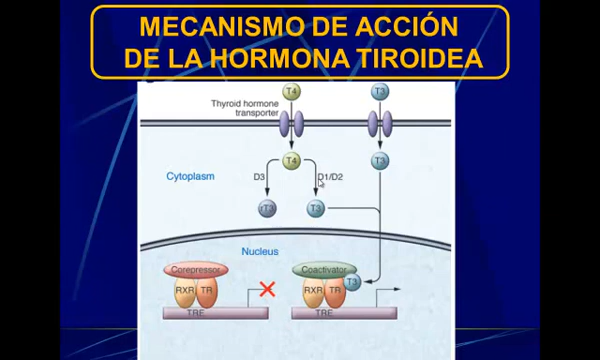 MECANISMO DE ACCIÓN
DE LA HORMONA TIROIDEA
T4
T3
Thyroid hormone
transporter
T4
T3
Cytoplasm
D3
D1/D2
rT3
T3
Nucleus
Corepressor
Coactivator
T3
RXR
TR
RXR
TR
TRE
TRE